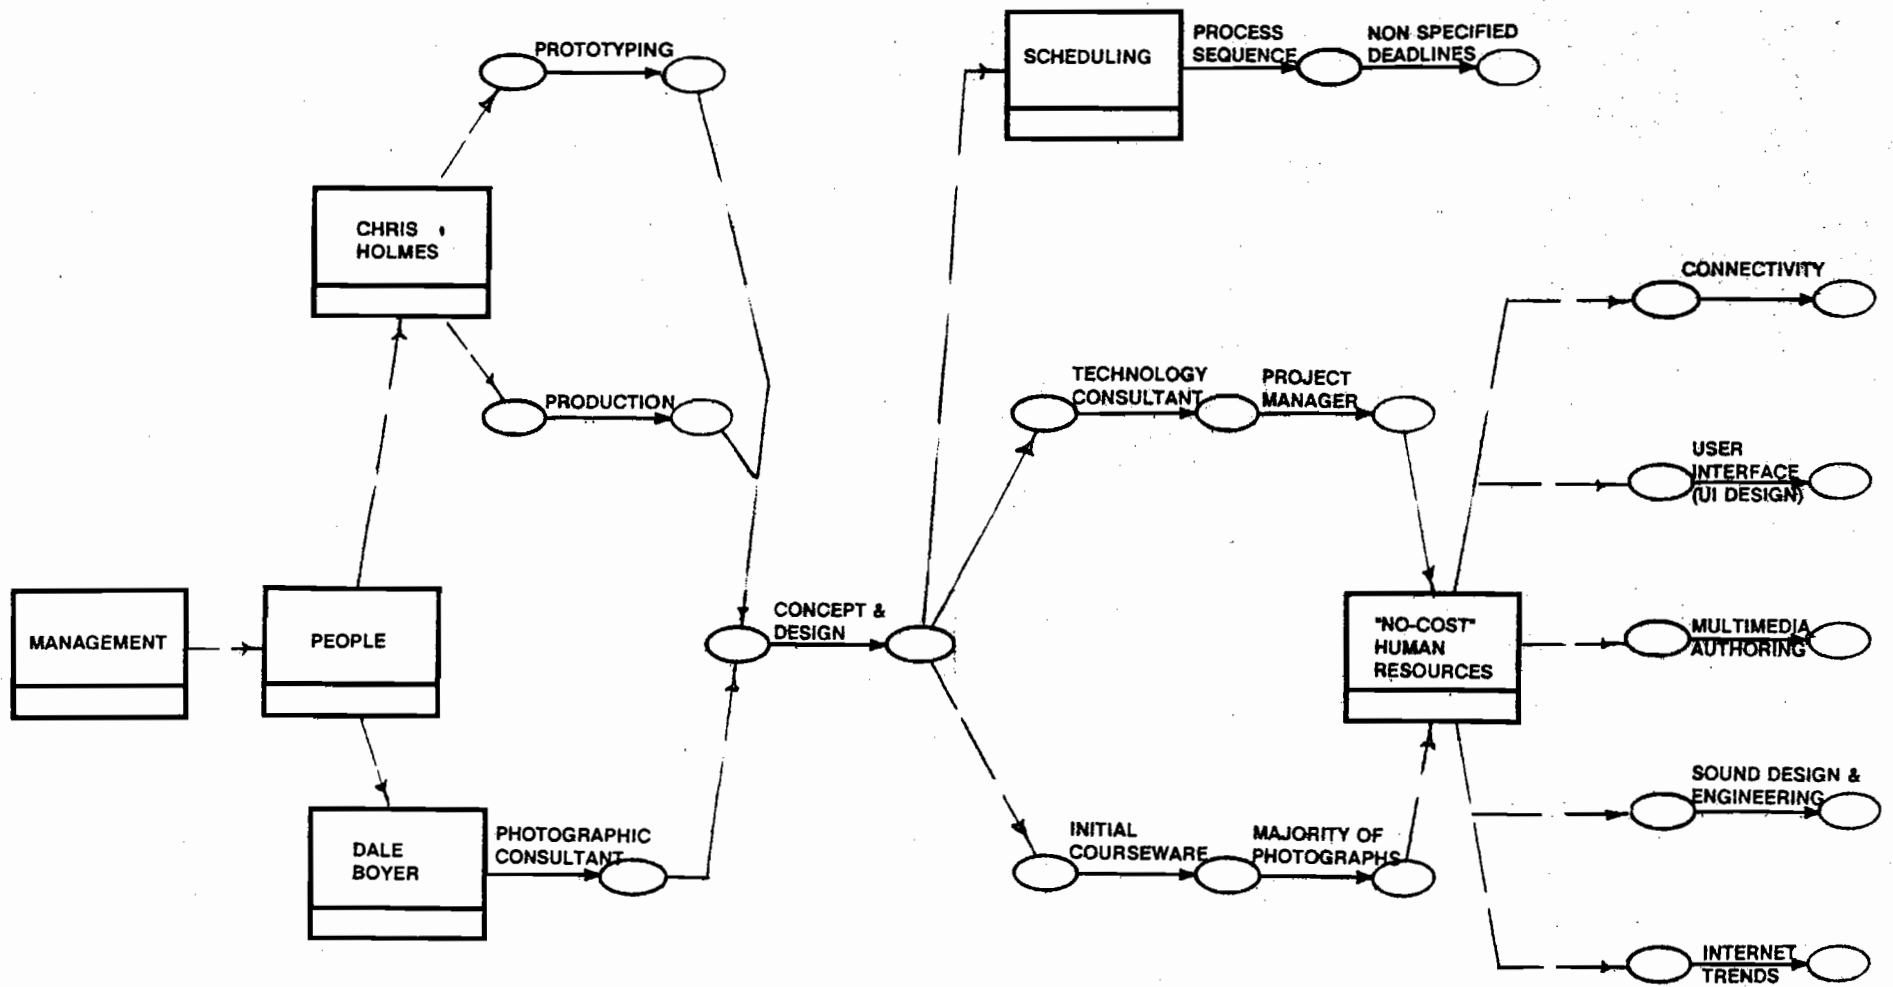 PROTOTYPING
CHRIS
HOLMES
PRODUCTION
MANAGEMENT
PEOPLE
DALE
BOYER
PHOTOGRAPHIC
CONSULTANT
CONCEPT &
DESIGN
SCHEDULING
PROCESS
SEQUENCE
NON SPECIFIED
DEADLINES
TECHNOLOGY
CONSULTANT
PROJECT
MANAGER
INITIAL
COURSEWARE
MAJORITY OF
PHOTOGRAPHS
"NO-COST"
HUMAN
RESOURCES
CONNECTIVITY
USER
INTERFACE
(UI DESIGN)
MULTIMEDIA
AUTHORING
SOUND DESIGN &
ENGINEERING
INTERNET
TRENDS